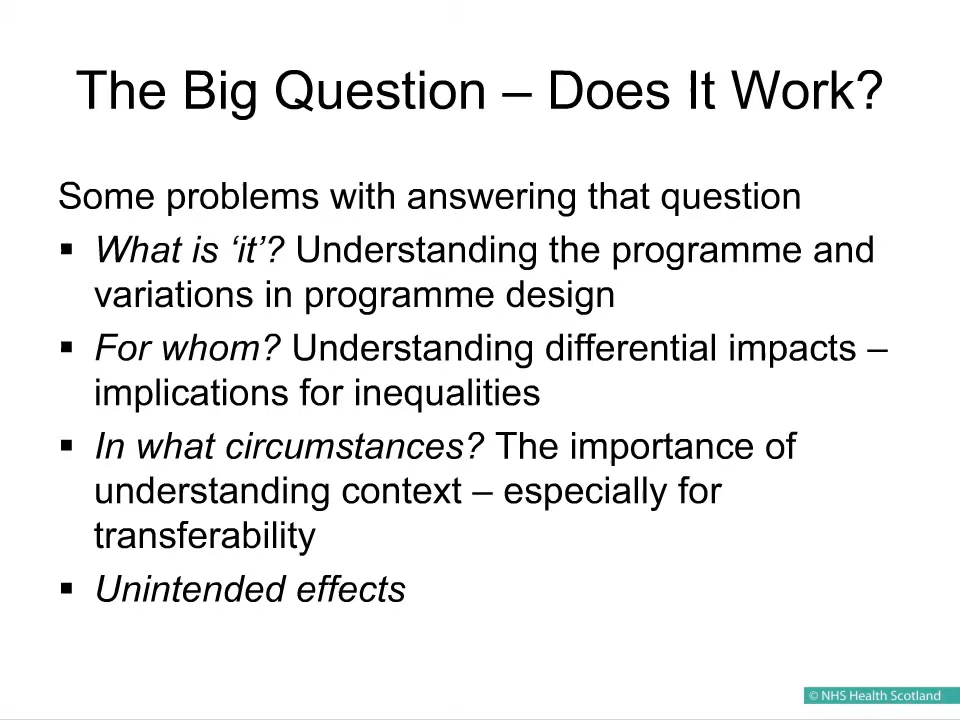 The Big Question – Does It Work?
Some problems with answering that question
▪ What is ‘it’? Understanding the programme and
variations in programme design
▪ For whom? Understanding differential impacts –
implications for inequalities
▪ In what circumstances? The importance of
understanding context – especially for
transferability
▪ Unintended effects
© NHS Health Scotland